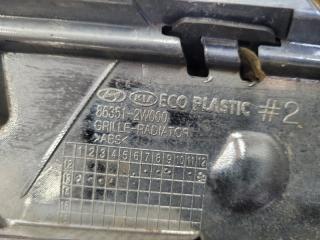 KIA ECO PLASTIC #2
86351-2W000
GRILLE-RADIATOR
>ABS<
1 2 3 4 5 6 7 8 9 10 11 12